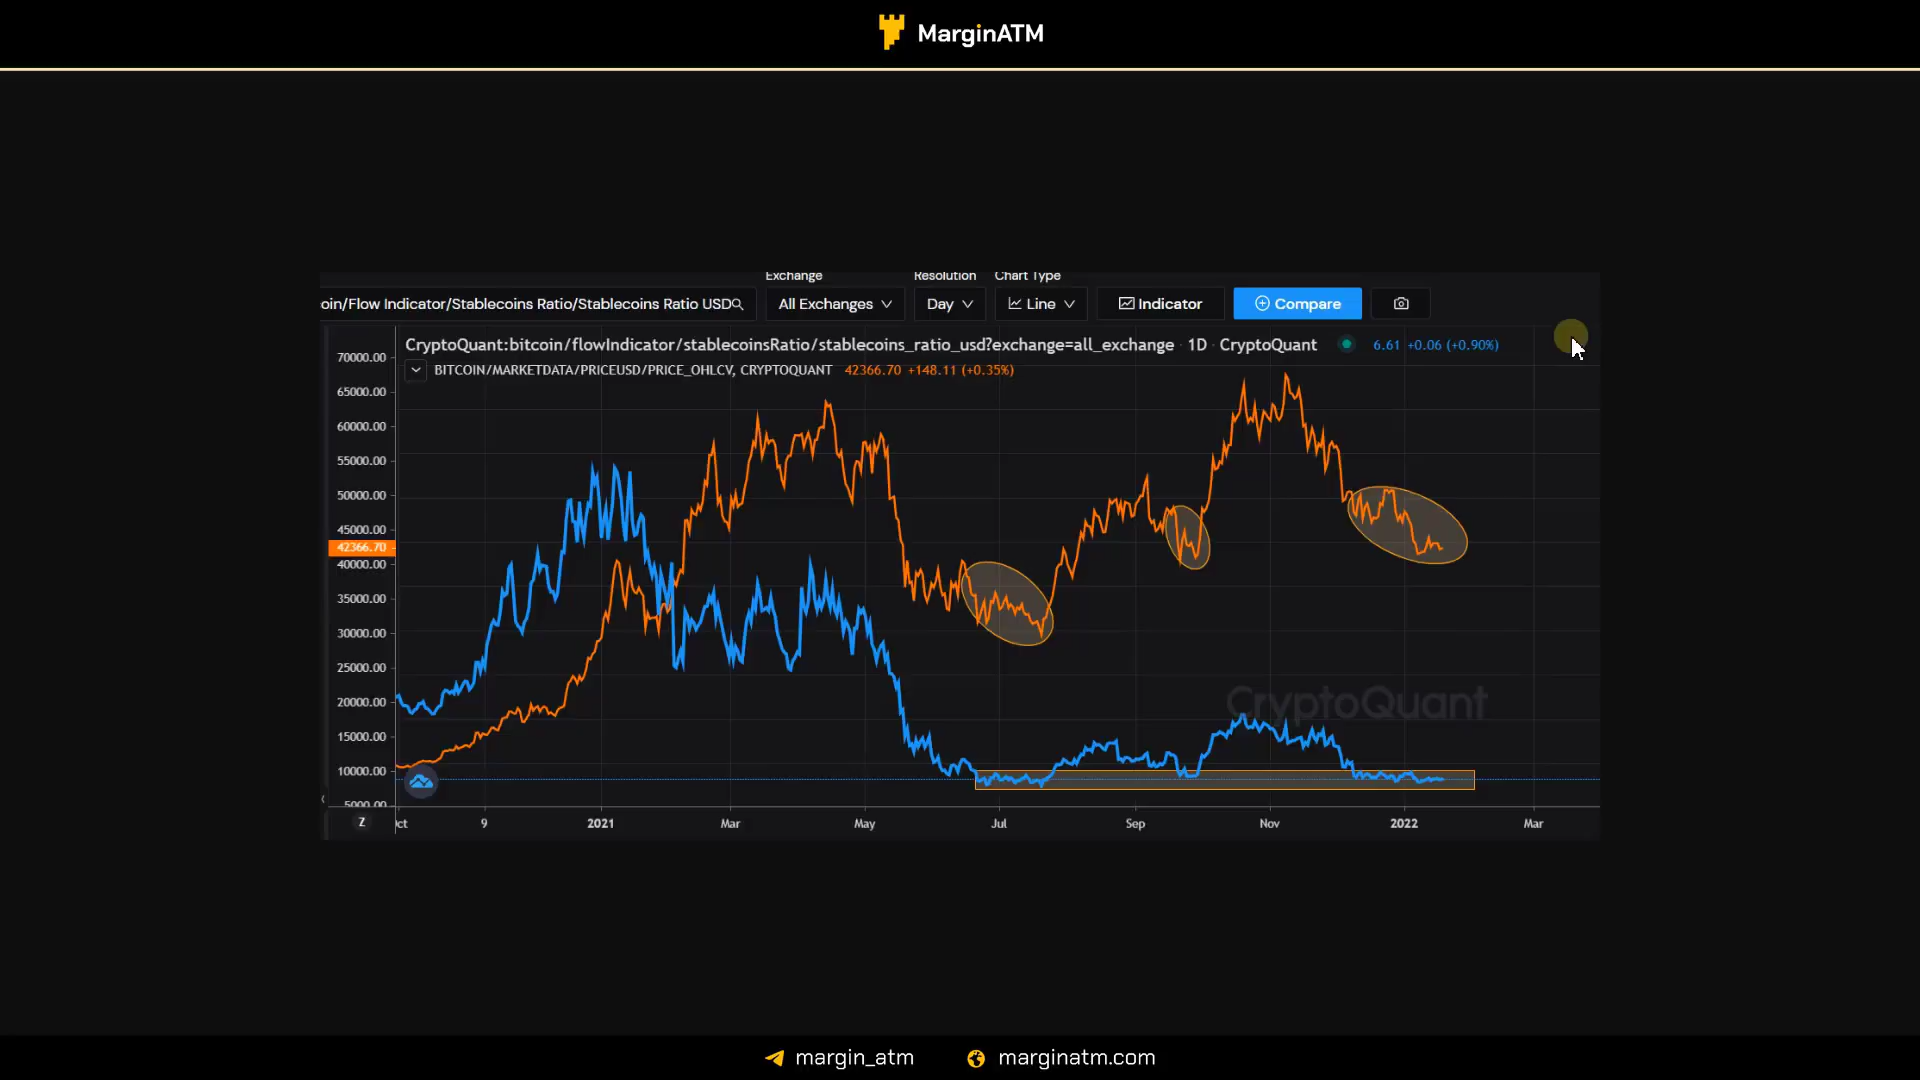 MarginATM
Exchange
Resolution
Chart Type
oin/Flow Indicator/Stablecoins Ratio/Stablecoins Ratio USD
All Exchanges
Day
Line
Indicator
Compare
CryptoQuant:bitcoin/flowIndicator/stablecoinsRatio/stablecoins_ratio_usd?exchange=all_exchange · 1D · CryptoQuant
6.61 +0.06 (+0.90%)
BITCOIN/MARKETDATA/PRICEUSD/PRICE_OHLCV, CRYPTOQUANT
42366.70 +148.11 (+0.35%)
70000.00
65000.00
60000.00
55000.00
50000.00
45000.00
42366.70
40000.00
35000.00
30000.00
25000.00
20000.00
15000.00
10000.00
5000.00
CryptoQuant
Z
Oct
9
2021
Mar
May
Jul
Sep
Nov
2022
Mar
margin_atm
marginatm.com